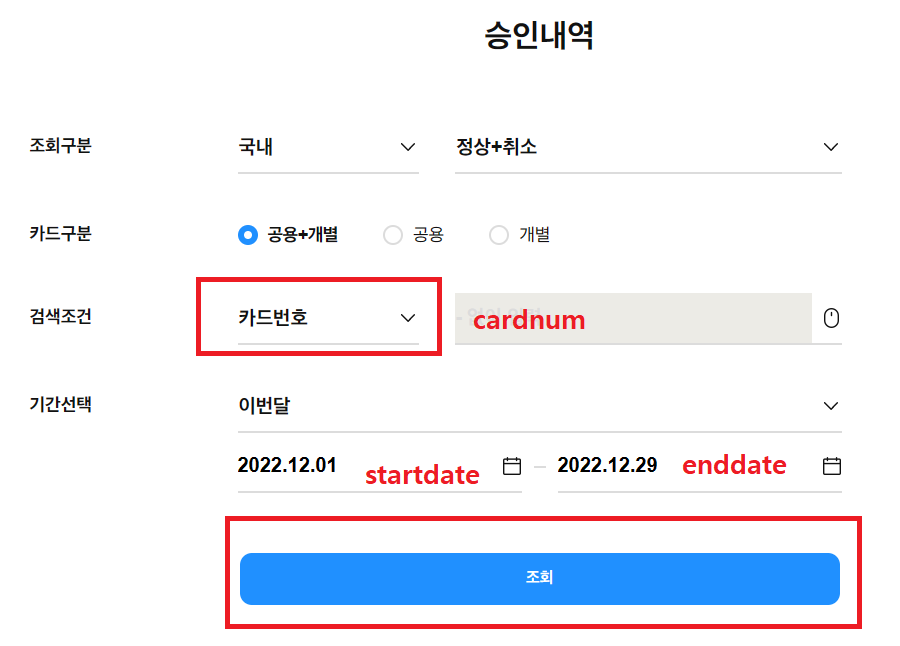 승인내역
조회구분 국내 정상+취소
카드구분 공용+개별 공용 개별
검색조건 카드번호 cardnum
기간선택 이번달
2022.12.01 startdate 2022.12.29 enddate
조회